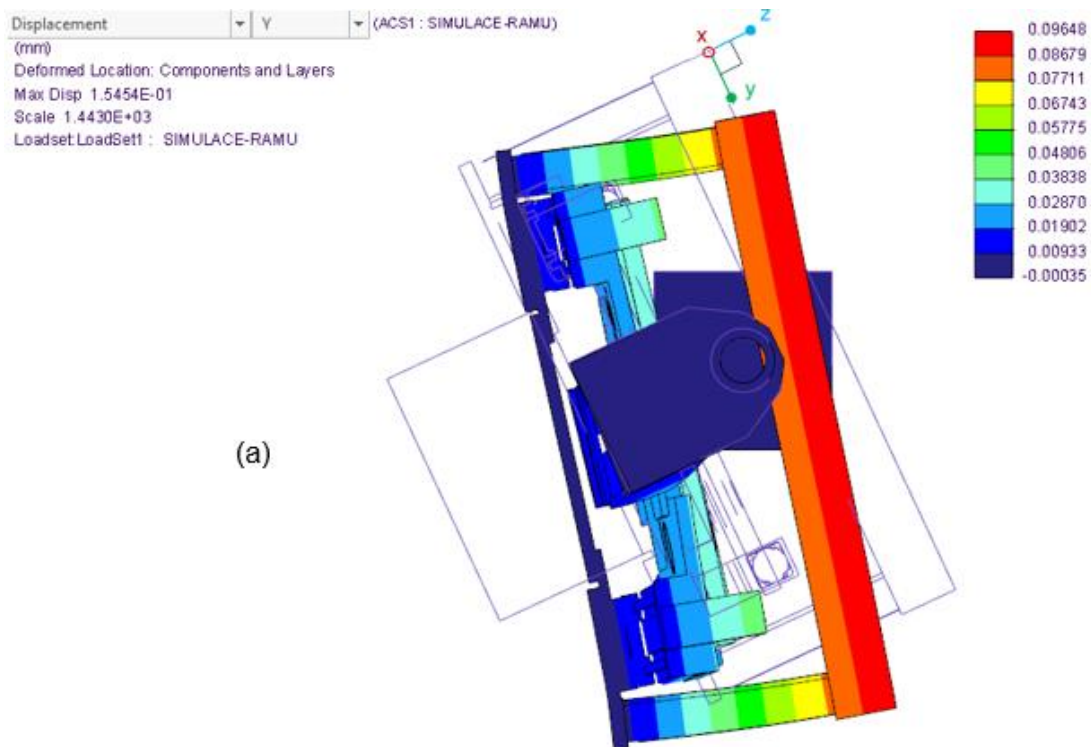 Displacement Y (ACS1 : SIMULACE-RAMU)
(mm)
Deformed Location: Components and Layers
Max Disp 1.5454E-01
Scale 1.4430E+03
Loadset:LoadSet1 : SIMULACE-RAMU
x
z
y
0.09648
0.08679
0.07711
0.06743
0.05775
0.04806
0.03838
0.02870
0.01902
0.00933
-0.00035
(a)